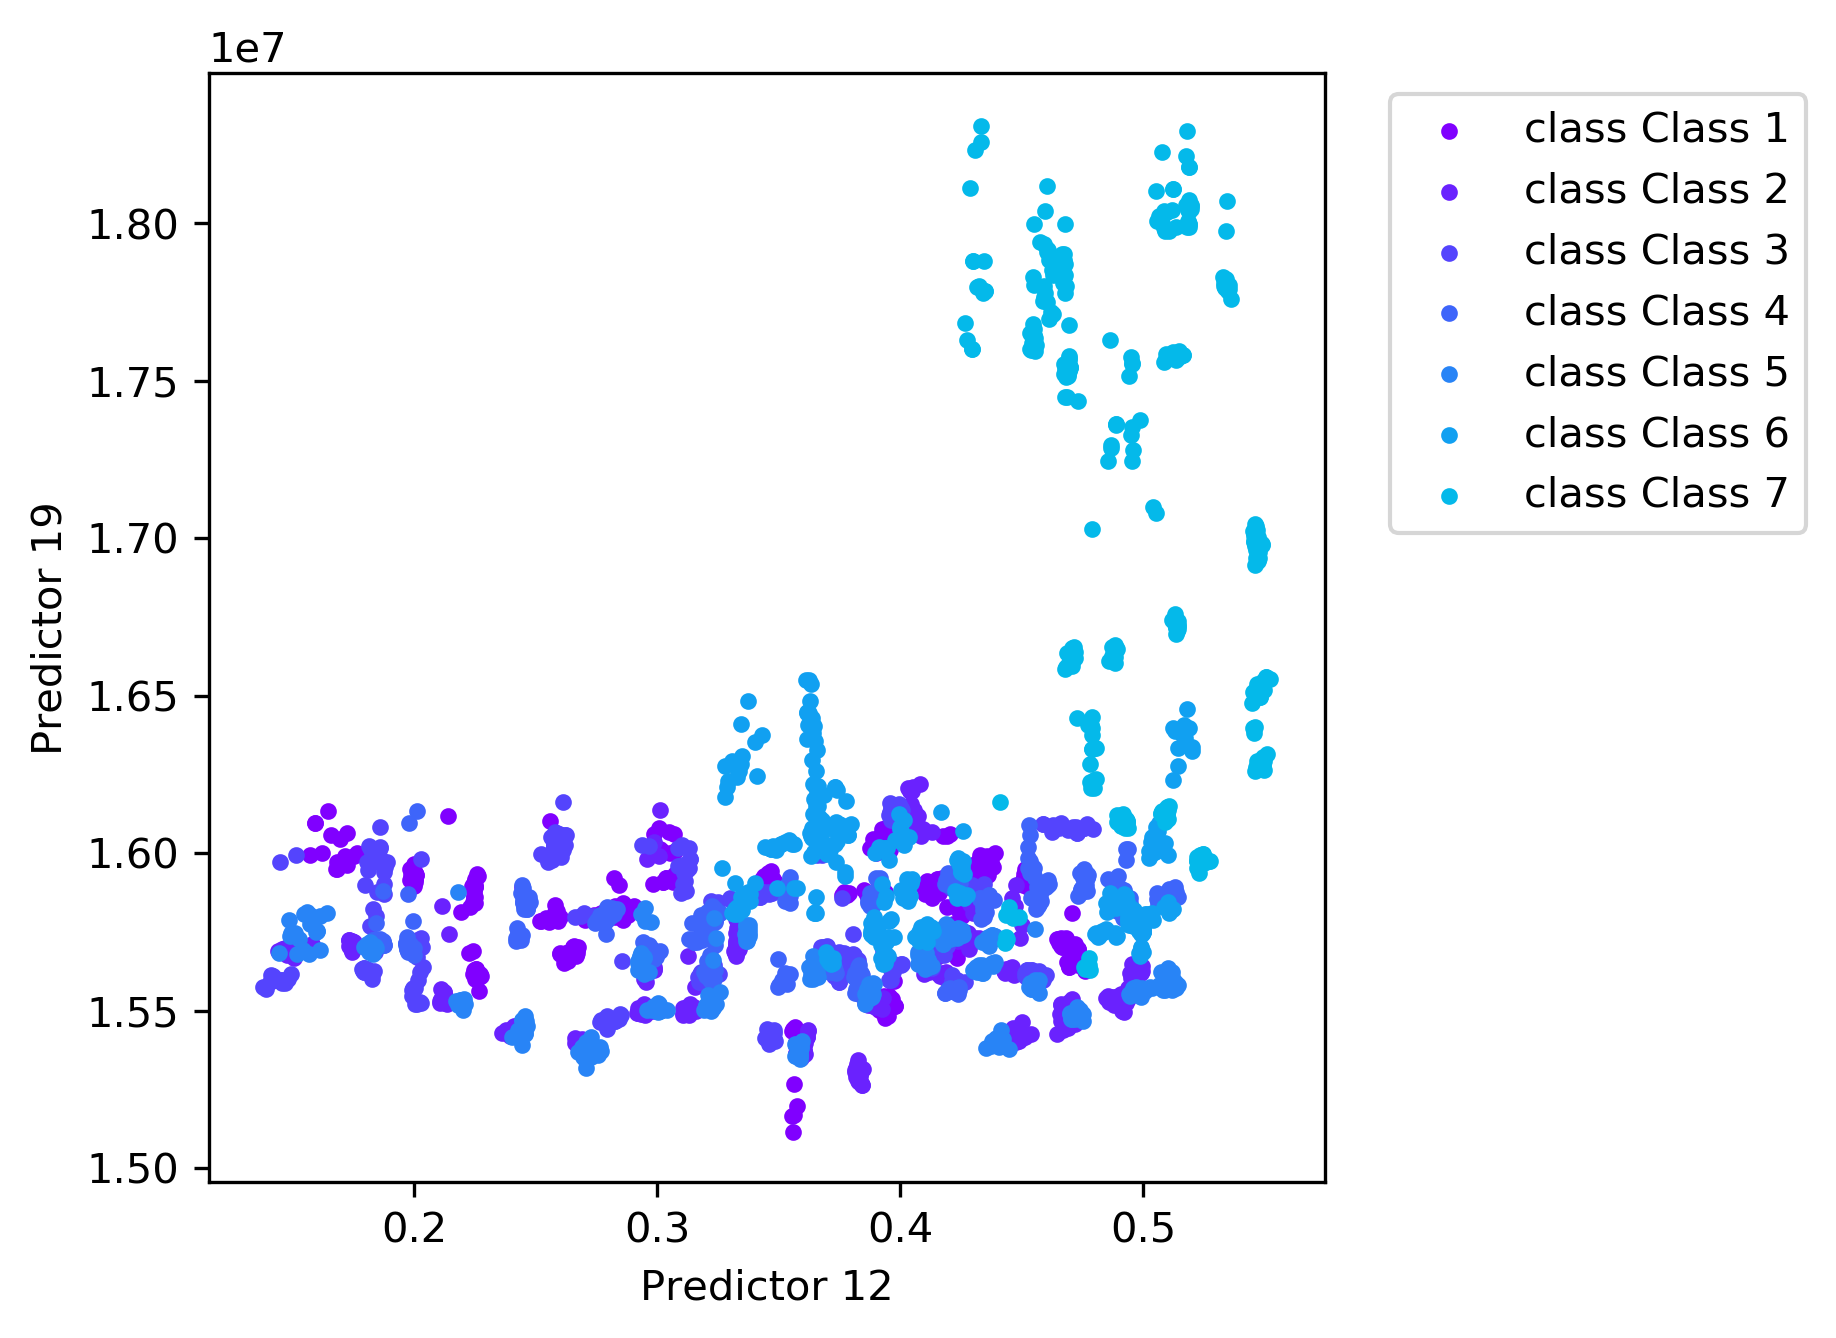 1e7
1.80
1.75
1.70
1.65
1.60
1.55
1.50
Predictor 19
0.2 0.3 0.4 0.5
Predictor 12
class Class 1
class Class 2
class Class 3
class Class 4
class Class 5
class Class 6
class Class 7